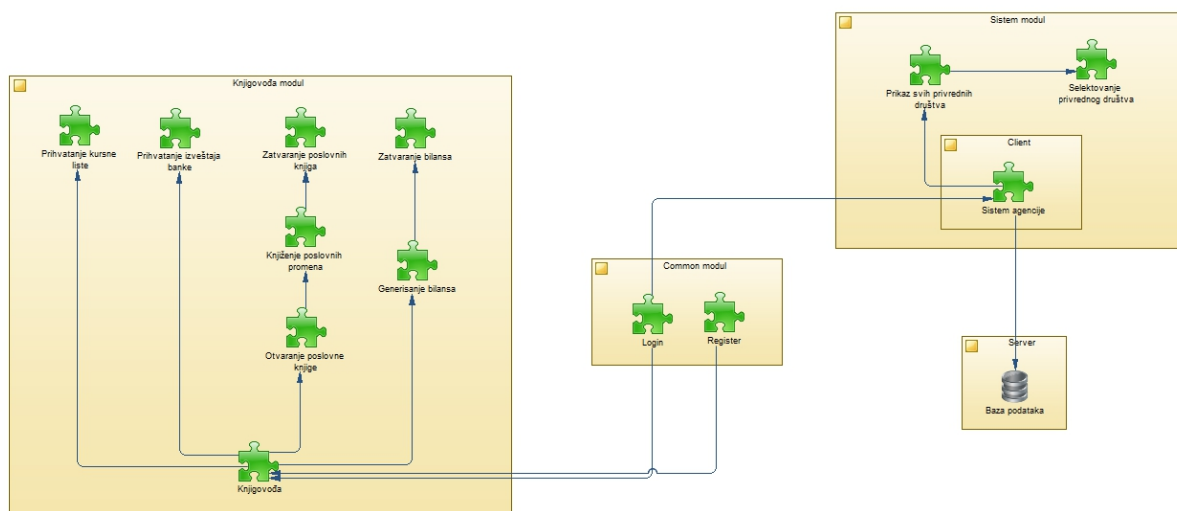 Knjigovođa modul
Prihvatanje kursne
liste
Prihvatanje izveštaja
banke
Zatvaranje poslovnih
knjiga
Zatvaranje bilansa
Knjiženje poslovnih
promena
Generisanje bilansa
Otvaranje poslovne
knjige
Knjigovođa
Common modul
Login
Register
Sistem modul
Prikaz svih privrednih
društva
Selektovanje
privrednog društva
Client
Sistem agencije
Server
Baza podataka